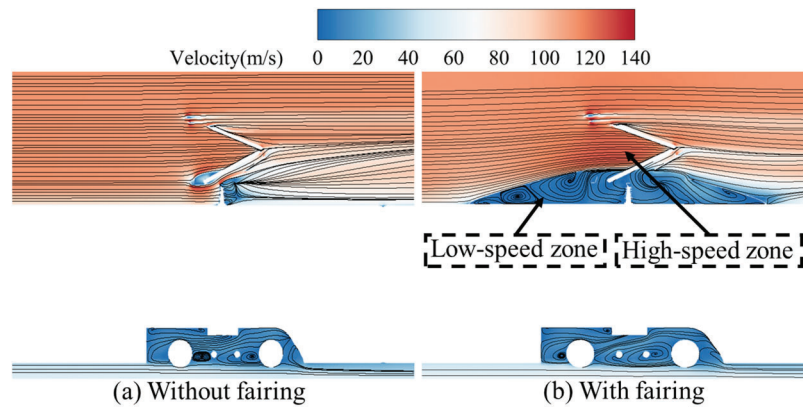 Velocity(m/s) 0 20 40 60 80 100 120 140
Low-speed zone High-speed zone
(a) Without fairing (b) With fairing